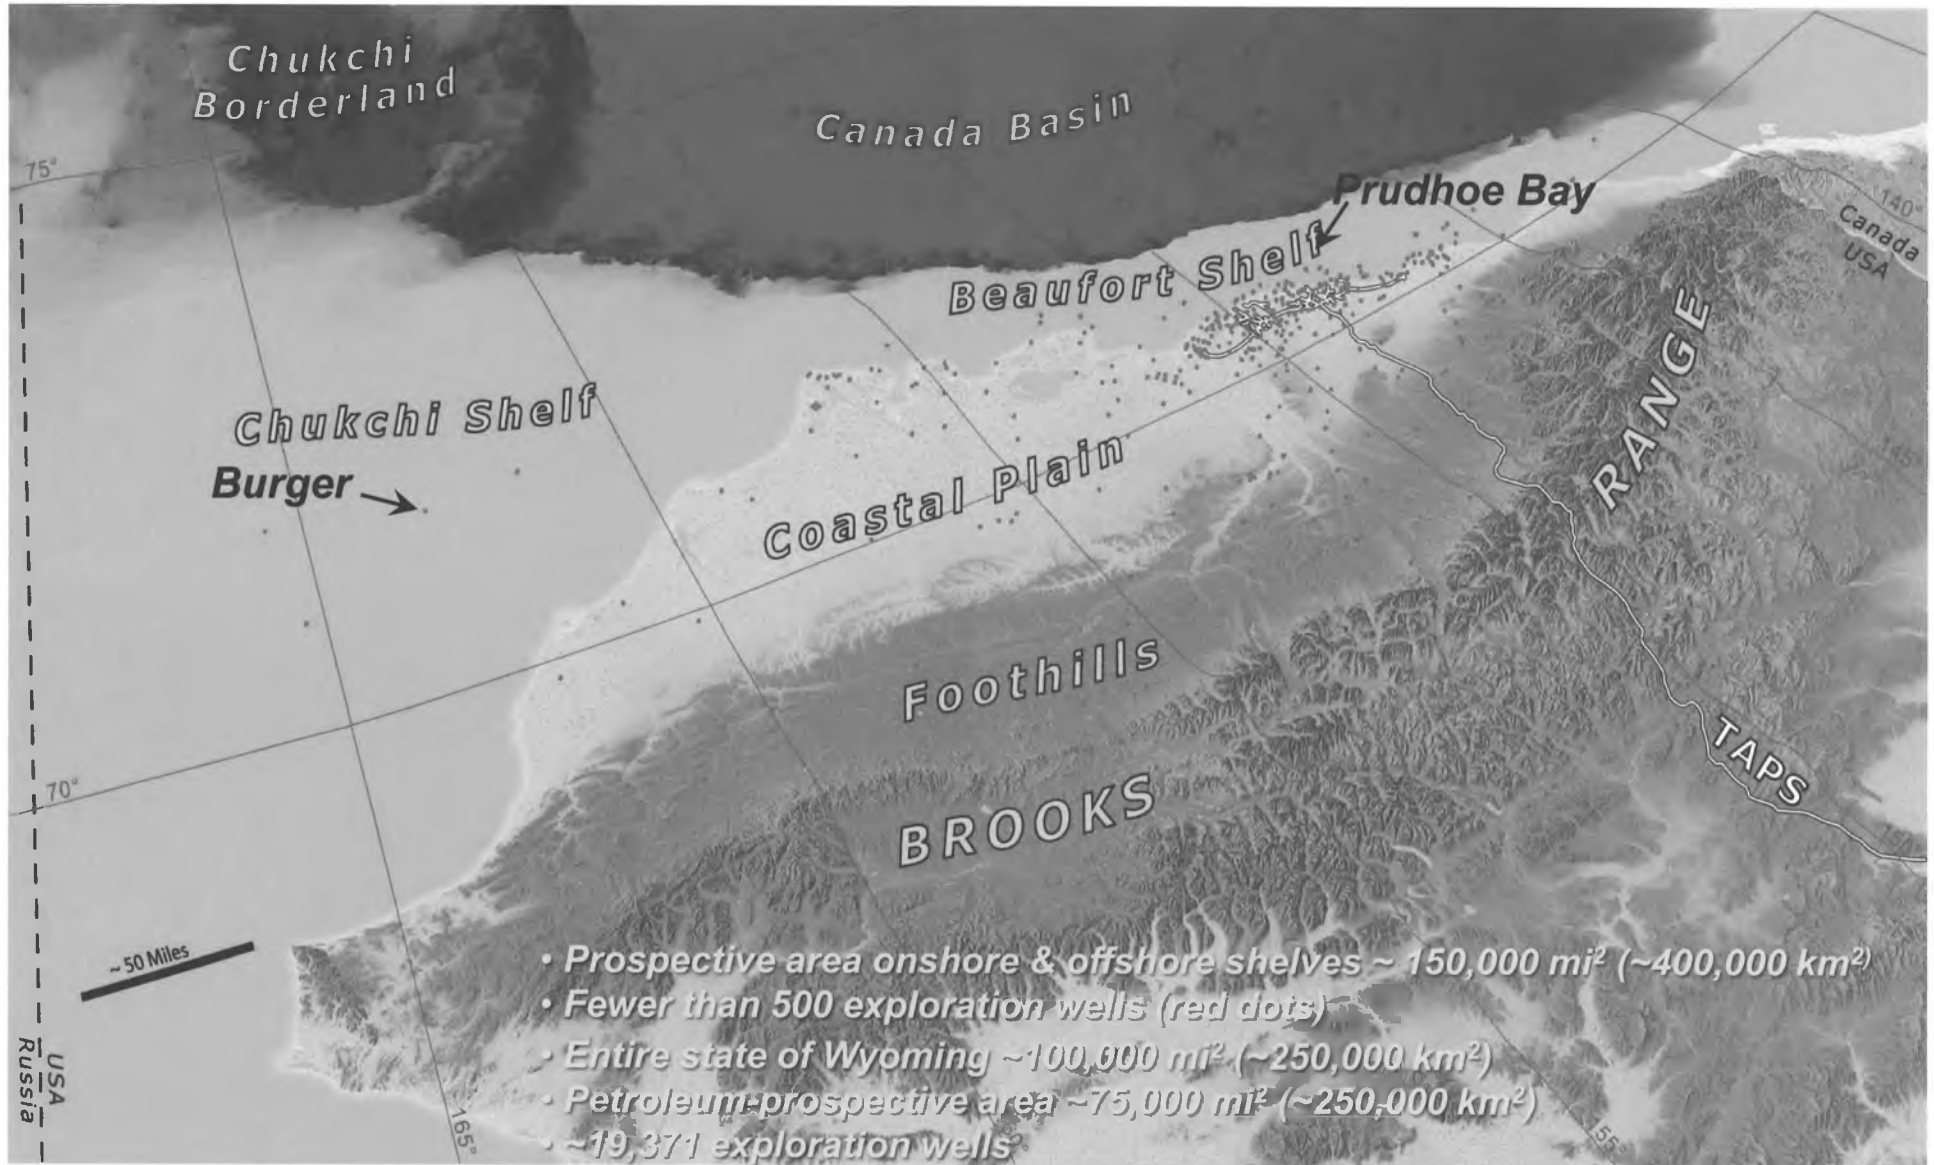 Chukchi
Borderland
Canada Basin
75°
Prudhoe Bay
140°
Canada
USA
Beaufort Shelf
RANGE
Chukchi Shelf
145°
Burger
Coastal Plain
Foothills
TAPS
70°
BROOKS
~ 50 Miles
• Prospective area onshore & offshore shelves ~ 150,000 mi² (~400,000 km²)
• Fewer than 500 exploration wells (red dots)
• Entire state of Wyoming ~100,000 mi² (~250,000 km²)
• Petroleum-prospective area ~75,000 mi² (~250,000 km²)
• ~19,371 exploration wells
USA
Russia
165°
155°